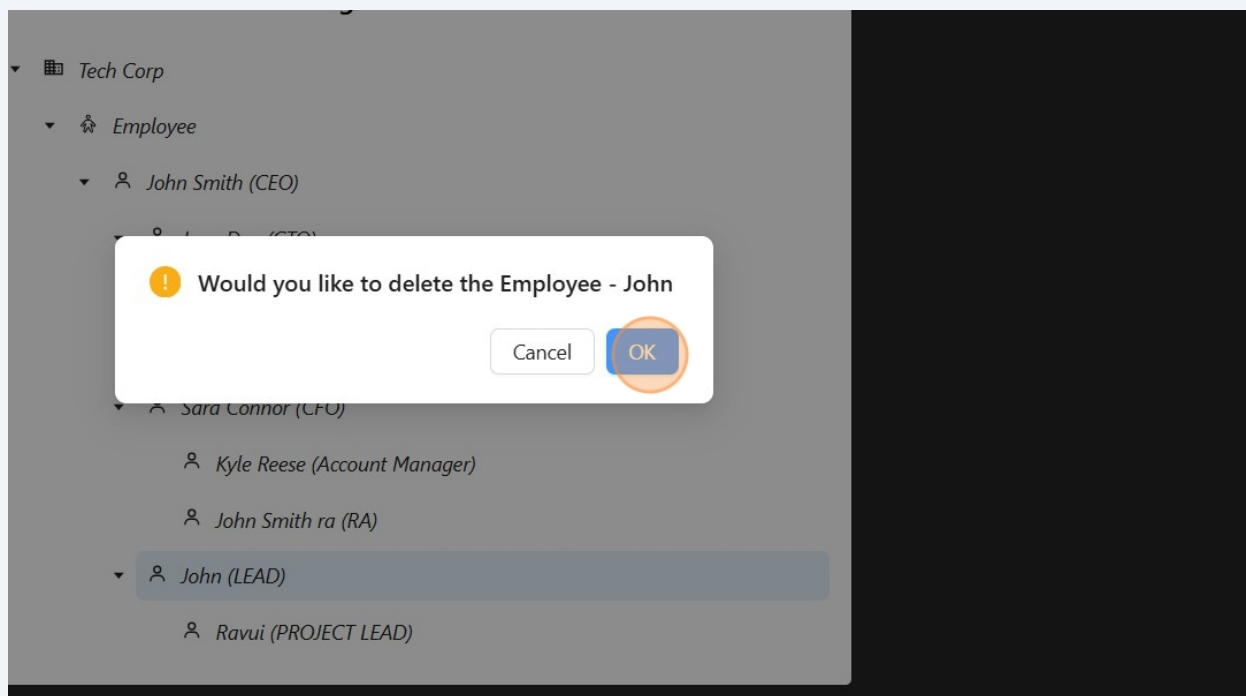 Tech Corp
Employee
John Smith (CEO)
Would you like to delete the Employee - John
Cancel
OK
Sara Connor (CFO)
Kyle Reese (Account Manager)
John Smith ra (RA)
John (LEAD)
Ravui (PROJECT LEAD)